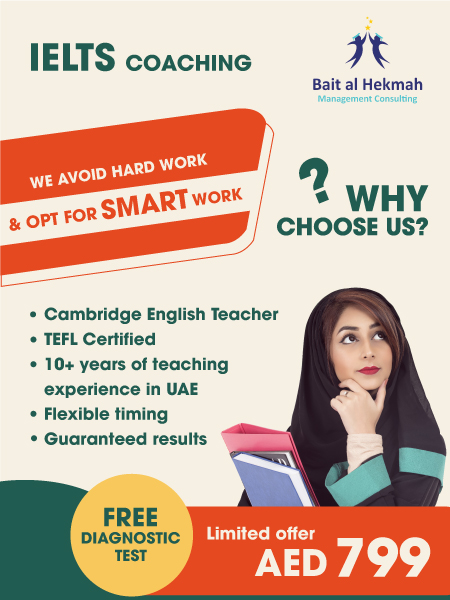 IELTS COACHING
Bait al Hekmah
Management Consulting
WE AVOID HARD WORK
& OPT FOR SMART WORK
? WHY
CHOOSE US?
• Cambridge English Teacher
• TEFL Certified
• 10+ years of teaching
experience in UAE
• Flexible timing
• Guaranteed results
FREE
DIAGNOSTIC
TEST
Limited offer
AED 799